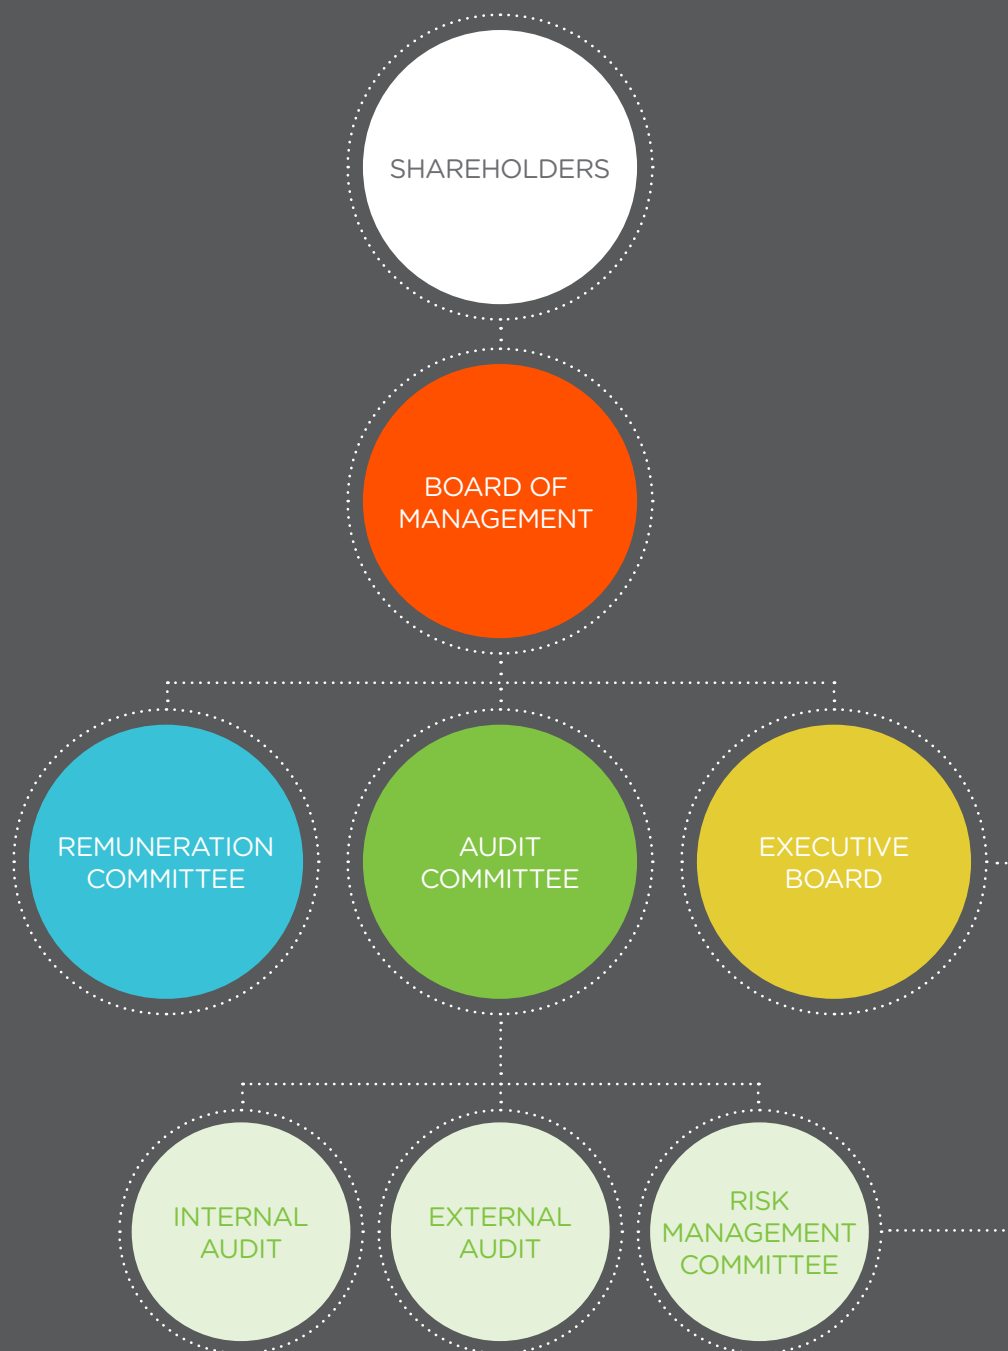 SHAREHOLDERS
BOARD OF
MANAGEMENT
REMUNERATION
COMMITTEE
AUDIT
COMMITTEE
EXECUTIVE
BOARD
INTERNAL
AUDIT
EXTERNAL
AUDIT
RISK
MANAGEMENT
COMMITTEE